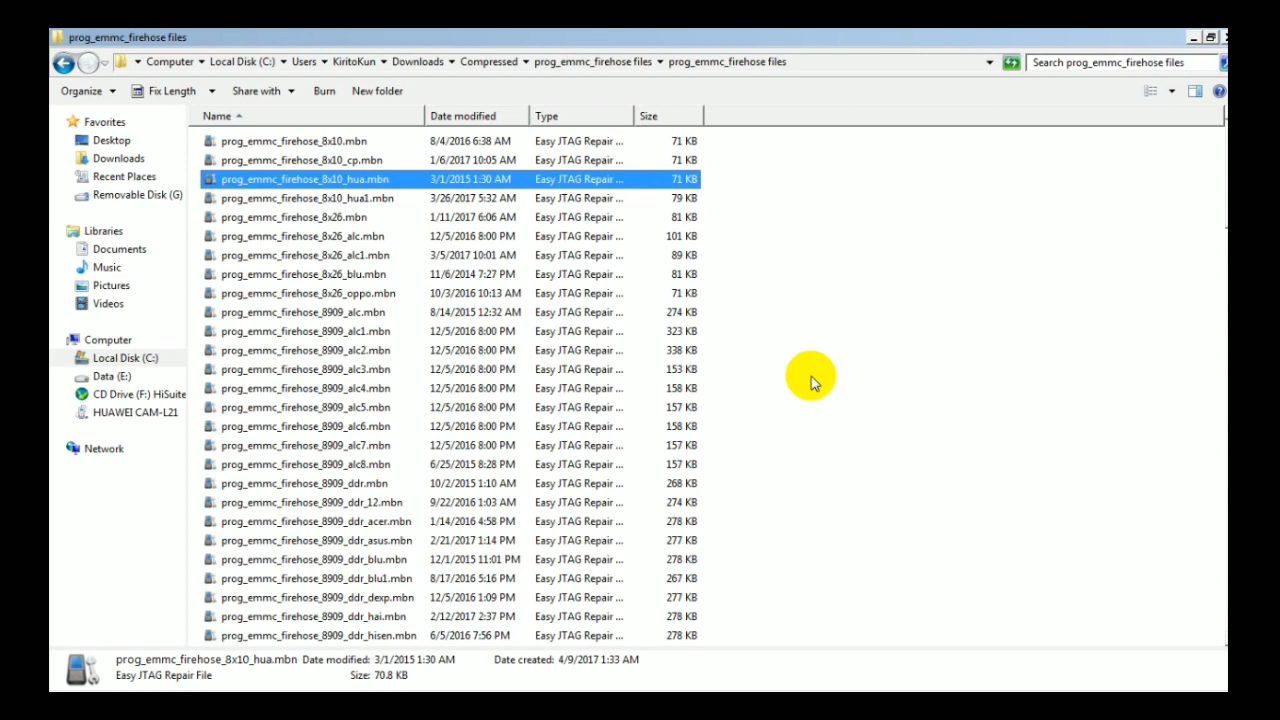 prog_emmc_firehose files
Computer Local Disk (C:) Users KiritoKun Downloads Compressed prog_emmc_firehose files prog_emmc_firehose files Search prog_emmc_firehose files
Organize Fix Length Share with Burn New folder
Name Date modified Type Size
Favorites
Desktop
Downloads
Recent Places
Removable Disk (G)
Libraries
Documents
Music
Pictures
Videos
Computer
Local Disk (C:)
Data (E:)
CD Drive (F:) HiSuite
HUAWEI CAM-L21
Network
prog_emmc_firehose_8x10.mbn 8/4/2016 6:38 AM Easy JTAG Repair ... 71 KB
prog_emmc_firehose_8x10_cp.mbn 1/6/2017 10:05 AM Easy JTAG Repair ... 71 KB
prog_emmc_firehose_8x10_hua.mbn 3/1/2015 1:30 AM Easy JTAG Repair ... 71 KB
prog_emmc_firehose_8x10_hua1.mbn 3/26/2017 5:32 AM Easy JTAG Repair ... 79 KB
prog_emmc_firehose_8x26.mbn 1/11/2017 6:06 AM Easy JTAG Repair ... 81 KB
prog_emmc_firehose_8x26_alc.mbn 12/5/2016 8:00 PM Easy JTAG Repair ... 101 KB
prog_emmc_firehose_8x26_alc1.mbn 3/5/2017 10:01 AM Easy JTAG Repair ... 89 KB
prog_emmc_firehose_8x26_blu.mbn 11/6/2014 7:27 PM Easy JTAG Repair ... 81 KB
prog_emmc_firehose_8x26_oppo.mbn 10/3/2016 10:13 AM Easy JTAG Repair ... 71 KB
prog_emmc_firehose_8909_alc.mbn 8/14/2015 12:32 AM Easy JTAG Repair ... 274 KB
prog_emmc_firehose_8909_alc1.mbn 12/5/2016 8:00 PM Easy JTAG Repair ... 323 KB
prog_emmc_firehose_8909_alc2.mbn 12/5/2016 8:00 PM Easy JTAG Repair ... 338 KB
prog_emmc_firehose_8909_alc3.mbn 12/5/2016 8:00 PM Easy JTAG Repair ... 153 KB
prog_emmc_firehose_8909_alc4.mbn 12/5/2016 8:00 PM Easy JTAG Repair ... 158 KB
prog_emmc_firehose_8909_alc5.mbn 12/5/2016 8:00 PM Easy JTAG Repair ... 157 KB
prog_emmc_firehose_8909_alc6.mbn 12/5/2016 8:00 PM Easy JTAG Repair ... 158 KB
prog_emmc_firehose_8909_alc7.mbn 12/5/2016 8:00 PM Easy JTAG Repair ... 157 KB
prog_emmc_firehose_8909_alc8.mbn 6/25/2015 8:28 PM Easy JTAG Repair ... 157 KB
prog_emmc_firehose_8909_ddr.mbn 10/2/2015 1:10 AM Easy JTAG Repair ... 268 KB
prog_emmc_firehose_8909_ddr_12.mbn 9/22/2016 1:03 AM Easy JTAG Repair ... 274 KB
prog_emmc_firehose_8909_ddr_acer.mbn 1/14/2016 4:58 PM Easy JTAG Repair ... 278 KB
prog_emmc_firehose_8909_ddr_asus.mbn 2/21/2017 1:14 PM Easy JTAG Repair ... 277 KB
prog_emmc_firehose_8909_ddr_blu.mbn 12/1/2015 11:01 PM Easy JTAG Repair ... 278 KB
prog_emmc_firehose_8909_ddr_blu1.mbn 8/17/2016 5:16 PM Easy JTAG Repair ... 267 KB
prog_emmc_firehose_8909_ddr_dexp.mbn 12/5/2016 1:09 PM Easy JTAG Repair ... 277 KB
prog_emmc_firehose_8909_ddr_hai.mbn 2/12/2017 2:37 PM Easy JTAG Repair ... 278 KB
prog_emmc_firehose_8909_ddr_hisen.mbn 6/5/2016 7:56 PM Easy JTAG Repair ... 278 KB
prog_emmc_firehose_8x10_hua.mbn Date modified: 3/1/2015 1:30 AM Date created: 4/9/2017 1:33 AM
Easy JTAG Repair File Size: 70.8 KB